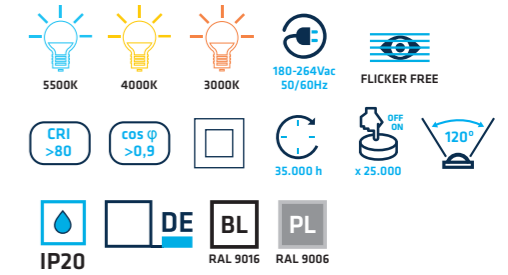 5500K
4000K
3000K
180-264Vac
50/60Hz
FLICKER FREE
CRI
>80
cos φ
>0,9
35.000 h
OFF
ON
x 25.000
120°
IP20
DE
BL
RAL 9016
PL
RAL 9006